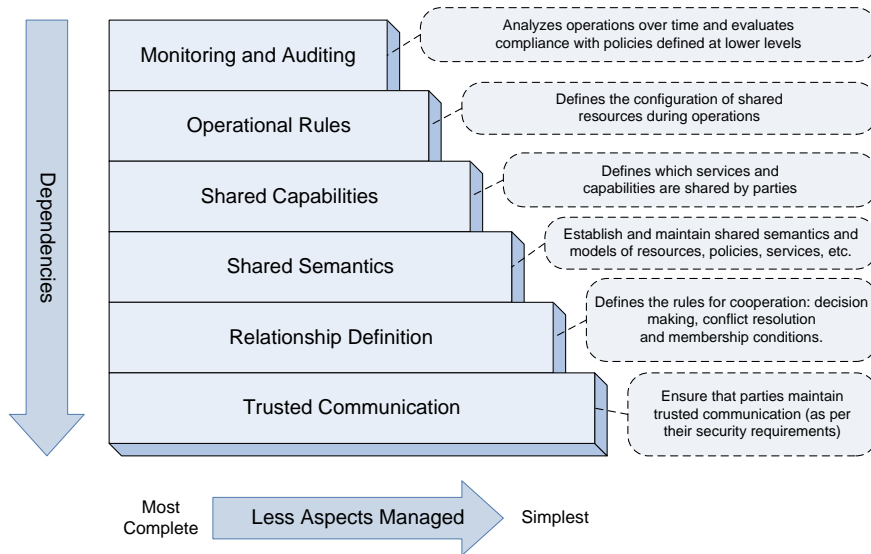 Monitoring and Auditing
Analyzes operations over time and evaluates
compliance with policies defined at lower levels
Operational Rules
Defines the configuration of shared
resources during operations
Shared Capabilities
Defines which services and
capabilities are shared by parties
Shared Semantics
Establish and maintain shared semantics and
models of resources, policies, services, etc.
Relationship Definition
Defines the rules for cooperation: decision
making, conflict resolution
and membership conditions.
Trusted Communication
Ensure that parties maintain
trusted communication (as per
their security requirements)
Dependencies
Most
Complete
Less Aspects Managed
Simplest